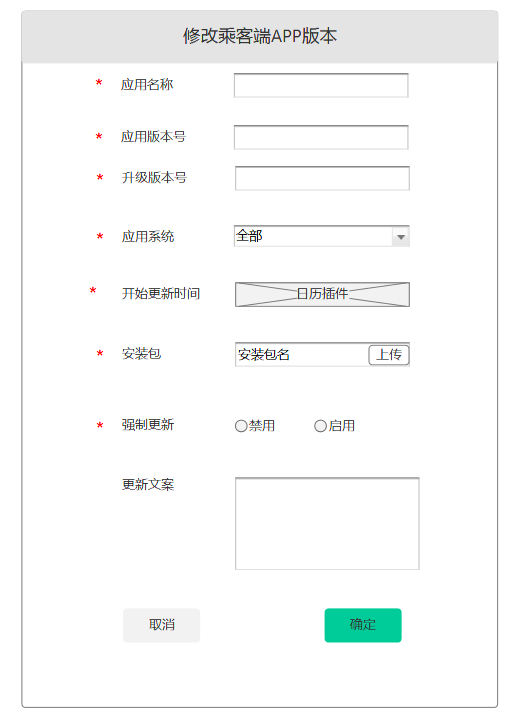 修改乘客端APP版本
* 应用名称
* 应用版本号
* 升级版本号
* 应用系统 全部
* 开始更新时间 日历插件
* 安装包 安装包名 上传
* 强制更新 禁用 启用
更新文案
取消 确定